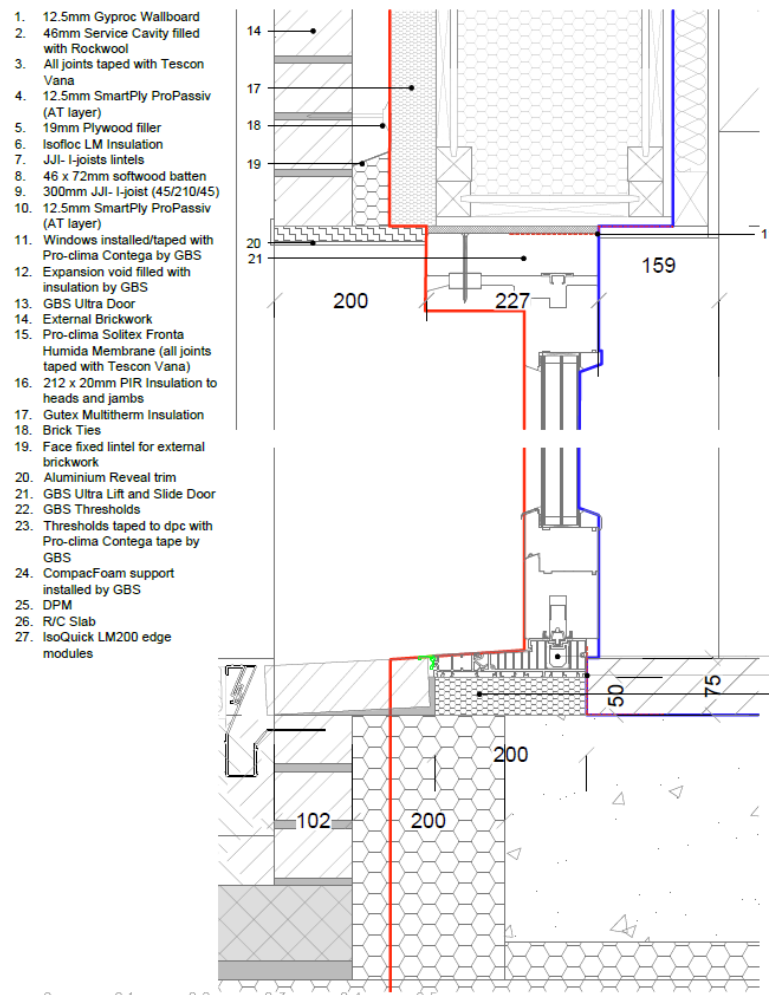 1. 12.5mm Gyproc Wallboard
2. 46mm Service Cavity filled
with Rockwool
3. All joints taped with Tescon
Vana
4. 12.5mm SmartPly ProPassiv
(AT layer)
5. 19mm Plywood filler
6. Isofloc LM Insulation
7. JJI- I-joists lintels
8. 46 x 72mm softwood batten
9. 300mm JJI- I-joist (45/210/45)
10. 12.5mm SmartPly ProPassiv
(AT layer)
11. Windows installed/taped with
Pro-clima Contega by GBS
12. Expansion void filled with
insulation by GBS
13. GBS Ultra Door
14. External Brickwork
15. Pro-clima Solitex Fronta
Humida Membrane (all joints
taped with Tescon Vana)
16. 212 x 20mm PIR Insulation to
heads and jambs
17. Gutex Multitherm Insulation
18. Brick Ties
19. Face fixed lintel for external
brickwork
20. Aluminium Reveal trim
21. GBS Ultra Lift and Slide Door
22. GBS Thresholds
23. Thresholds taped to dpc with
Pro-clima Contega tape by
GBS
24. CompacFoam support
installed by GBS
25. DPM
26. R/C Slab
27. IsoQuick LM200 edge
modules
14
17
18
19
20
21
1
159
200
227
50
75
200
102
200